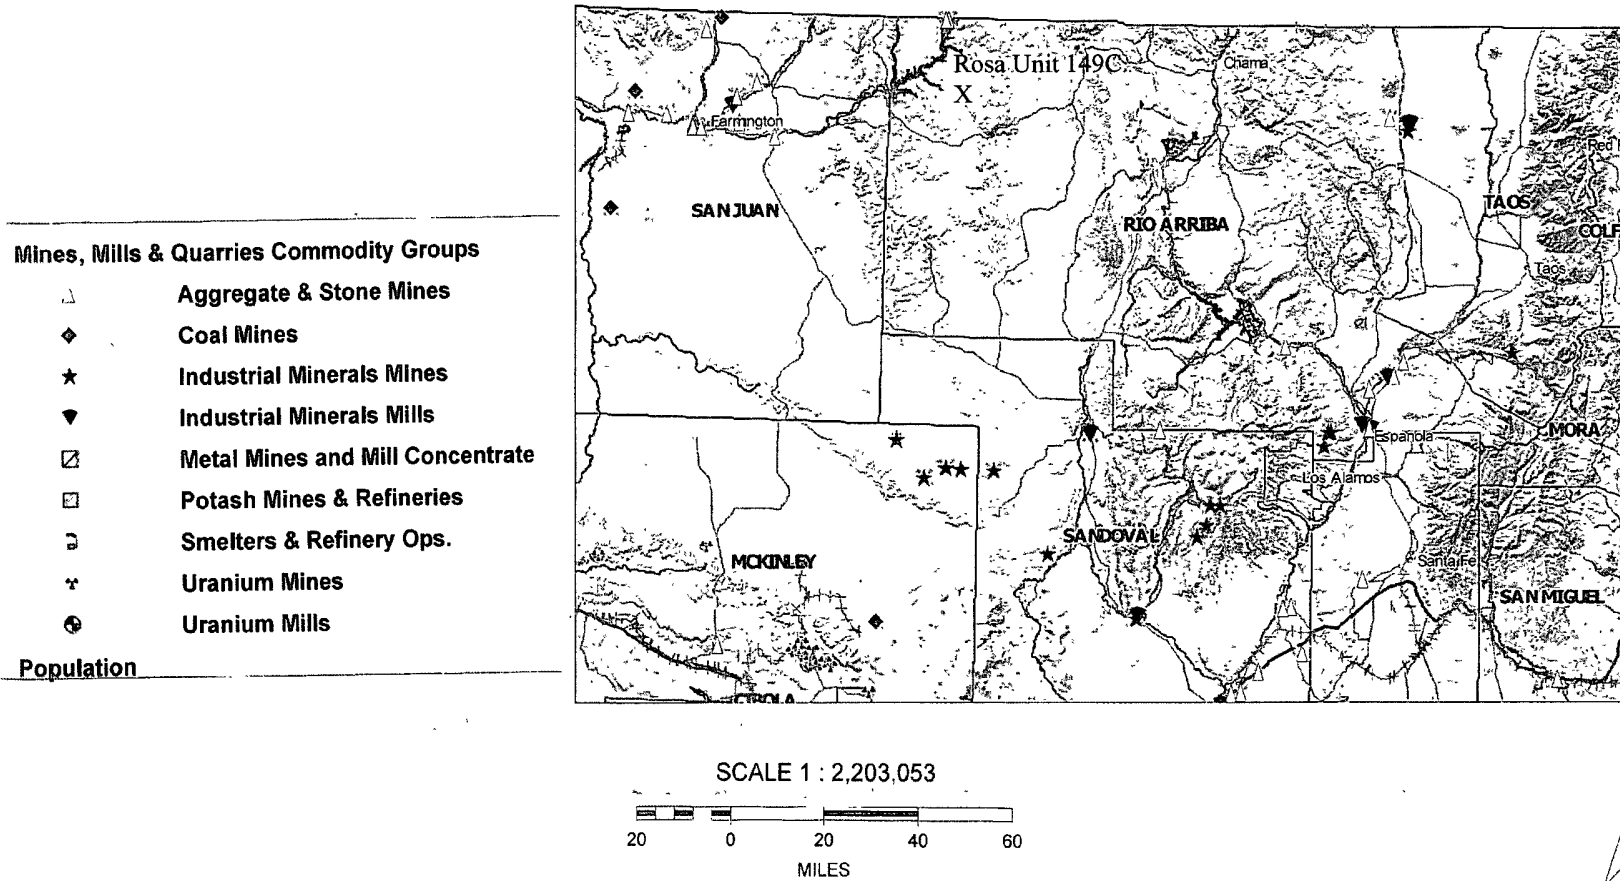 Mines, Mills & Quarries Commodity Groups
Aggregate & Stone Mines
Coal Mines
Industrial Minerals Mines
Industrial Minerals Mills
Metal Mines and Mill Concentrate
Potash Mines & Refineries
Smelters & Refinery Ops.
Uranium Mines
Uranium Mills
Population
Rosa Unit 149C
X
Chama
Farmington
Red
SAN JUAN
RIO ARRIBA
TAOS
COLF
Taos
MORA
Espanola
Los Alamos
SANDOVAL
MCKINLEY
Santa Fe
SAN MIGUEL
CIBOLA
SCALE 1 : 2,203,053
20 0 20 40 60
MILES